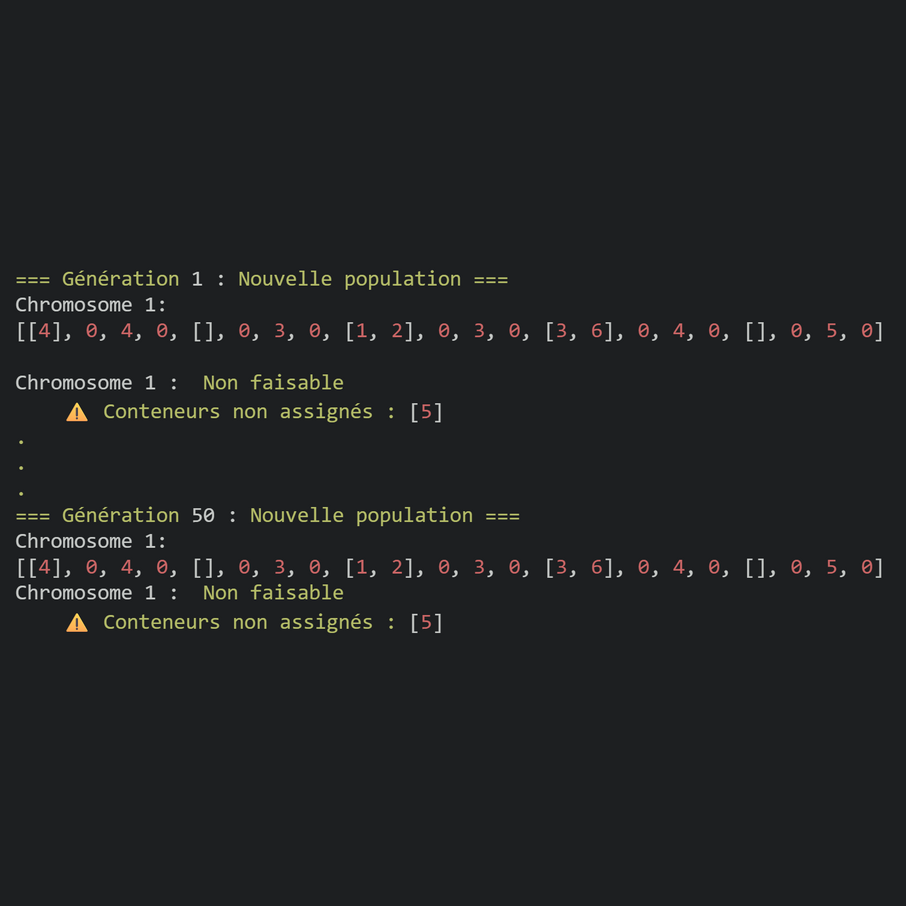 === Génération 1 : Nouvelle population ===
Chromosome 1:
[[4], 0, 4, 0, [], 0, 3, 0, [1, 2], 0, 3, 0, [3, 6], 0, 4, 0, [], 0, 5, 0]
Chromosome 1 :  Non faisable
⚠ Conteneurs non assignés : [5]
.
.
.
=== Génération 50 : Nouvelle population ===
Chromosome 1:
[[4], 0, 4, 0, [], 0, 3, 0, [1, 2], 0, 3, 0, [3, 6], 0, 4, 0, [], 0, 5, 0]
Chromosome 1 :  Non faisable
⚠ Conteneurs non assignés : [5]